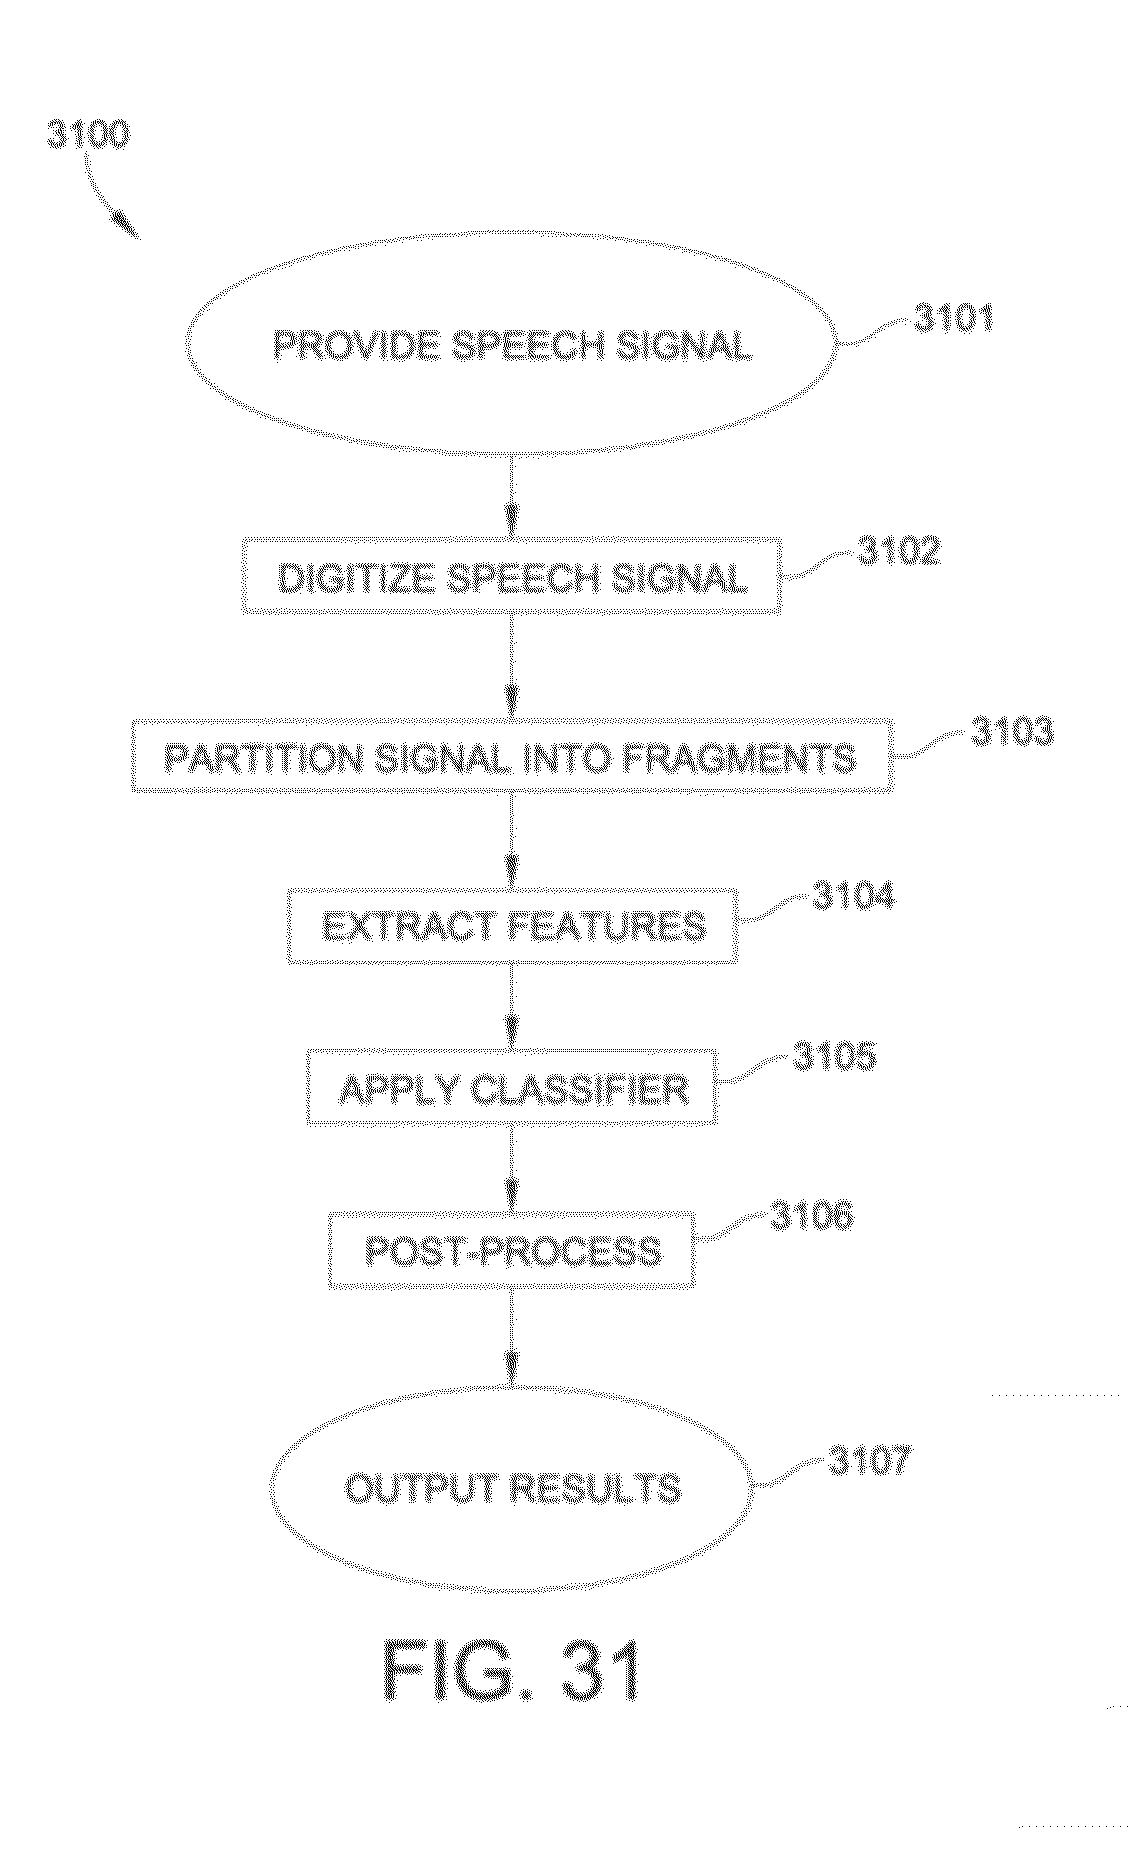 3100
PROVIDE SPEECH SIGNAL
3101
DIGITIZE SPEECH SIGNAL
3102
PARTITION SIGNAL INTO FRAGMENTS
3103
EXTRACT FEATURES
3104
APPLY CLASSIFIER
3105
POST-PROCESS
3106
OUTPUT RESULTS
3107
FIG. 31